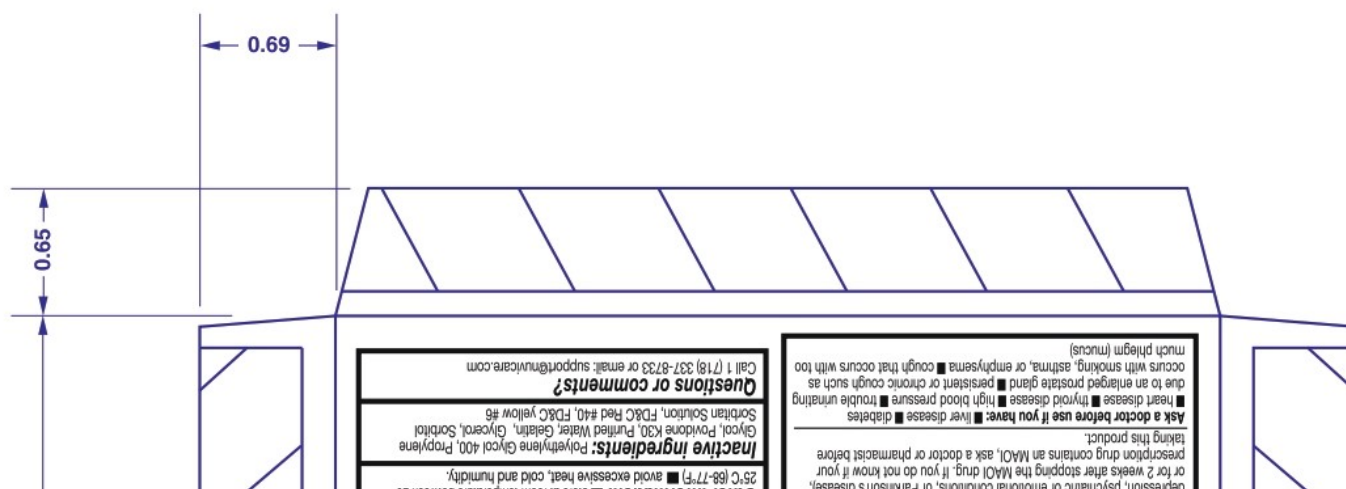 0.69
0.65
depression, psychiatric or emotional conditions, or Parkinson's disease),
or for 2 weeks after stopping the MAOI drug. If you do not know if your
prescription drug contains an MAOI, ask a doctor or pharmacist before
taking this product.
Ask a doctor before use if you have: ■ liver disease ■ diabetes
■ heart disease ■ thyroid disease ■ high blood pressure ■ trouble urinating
due to an enlarged prostate gland ■ persistent or chronic cough such as
occurs with smoking, asthma, or emphysema ■ cough that occurs with too
much phlegm (mucus)
25°C (68-77°F) ■ avoid excessive heat, cold and humidity.
Inactive ingredients: Polyethylene Glycol 400, Propylene
Glycol, Povidone K30, Purified Water, Gelatin, Glycerol, Sorbitol
Sorbitan Solution, FD&C Red #40, FD&C yellow #6
Questions or comments?
Call 1 (718) 337-8733 or email: support@nuvicare.com